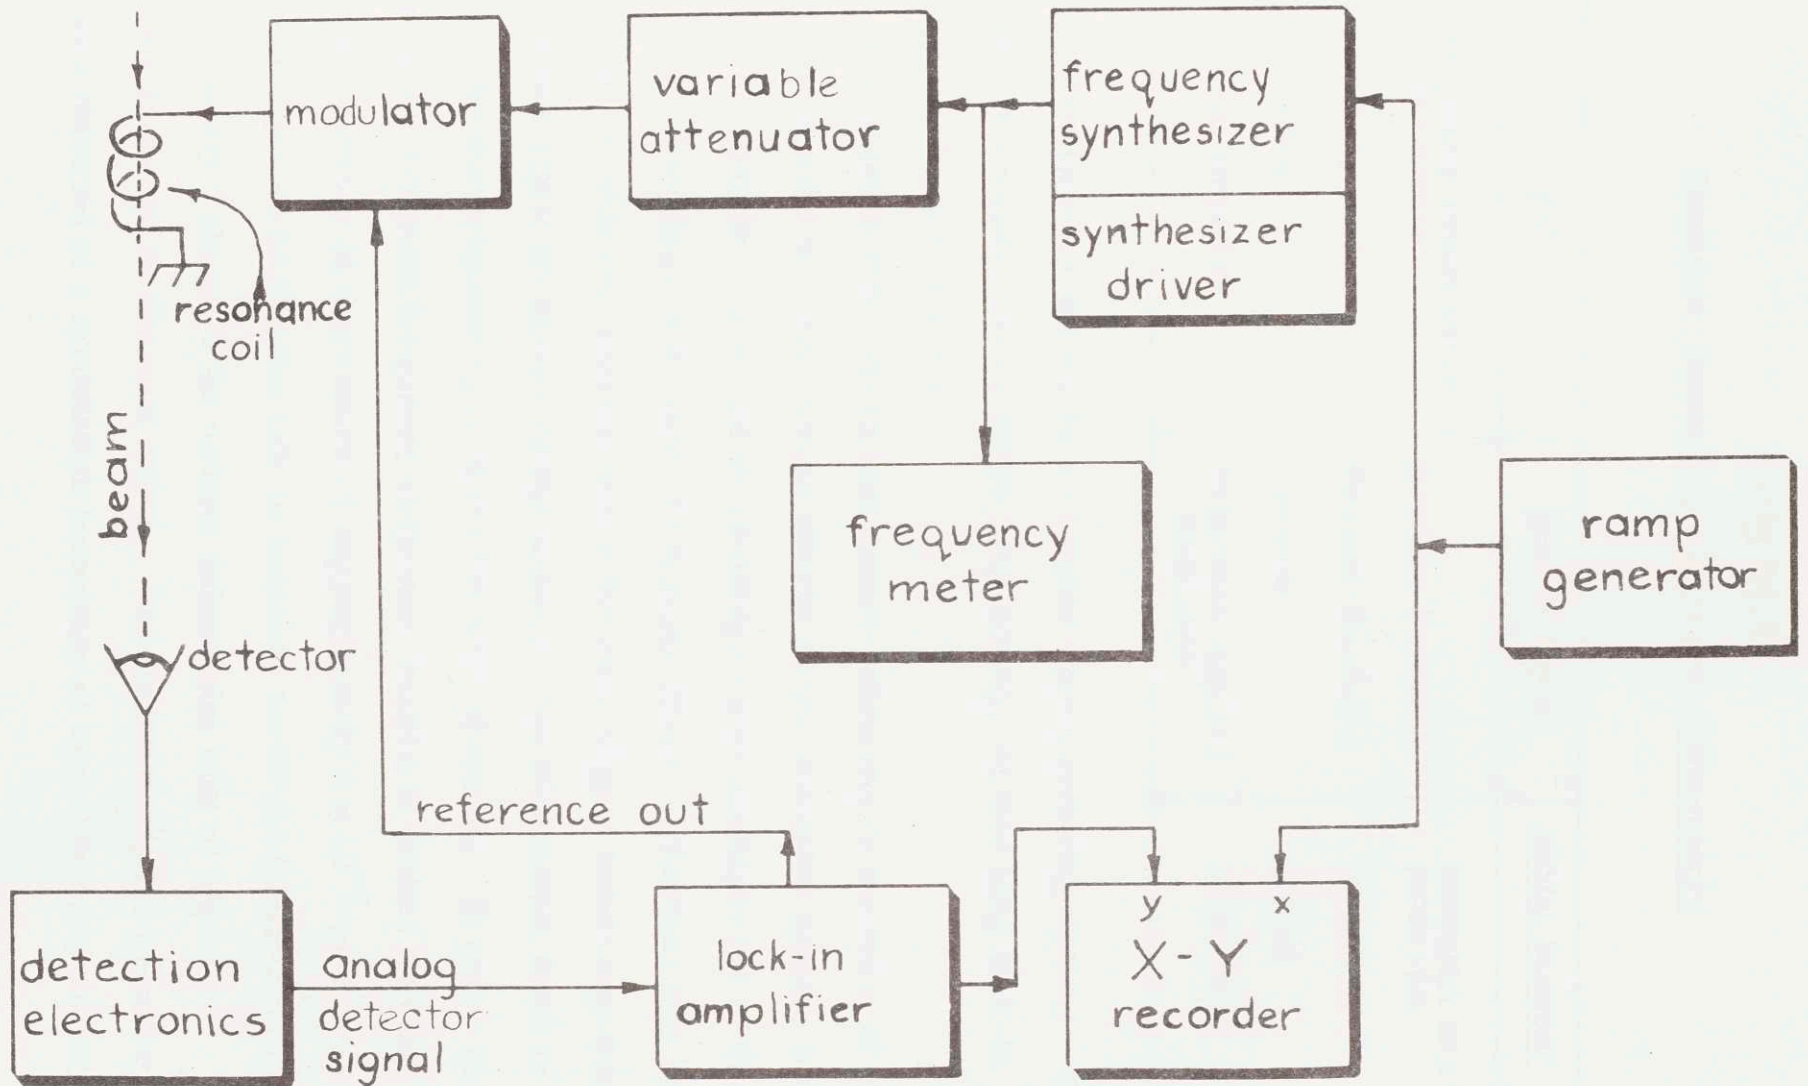 modulator
variable
attenuator
frequency
synthesizer
synthesizer
driver
resonance
coil
beam
frequency
meter
ramp
generator
detector
reference out
detection
electronics
analog
detector
signal
lock-in
amplifier
y x
X-Y
recorder